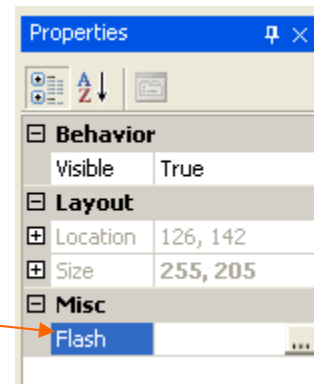 Properties
A Z
Behavior
Visible True
Layout
Location 126, 142
Size 255, 205
Misc
Flash ...